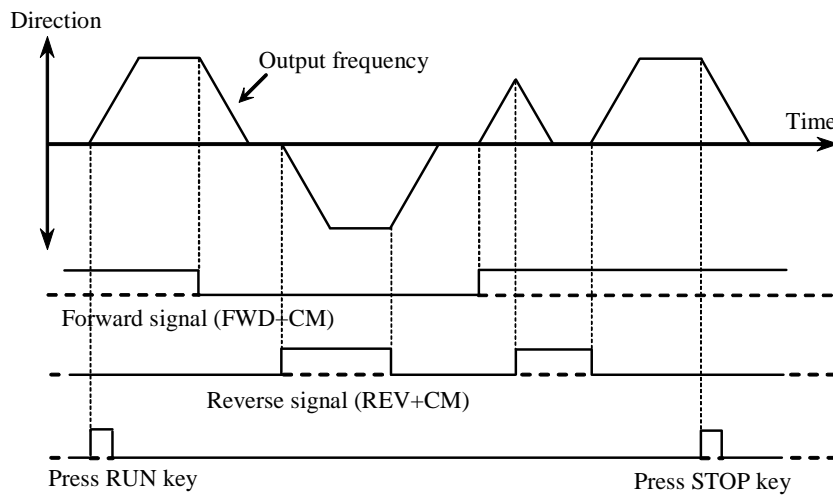 Direction
Output frequency
Time
Forward signal (FWD+CM)
Reverse signal (REV+CM)
Press RUN key
Press STOP key